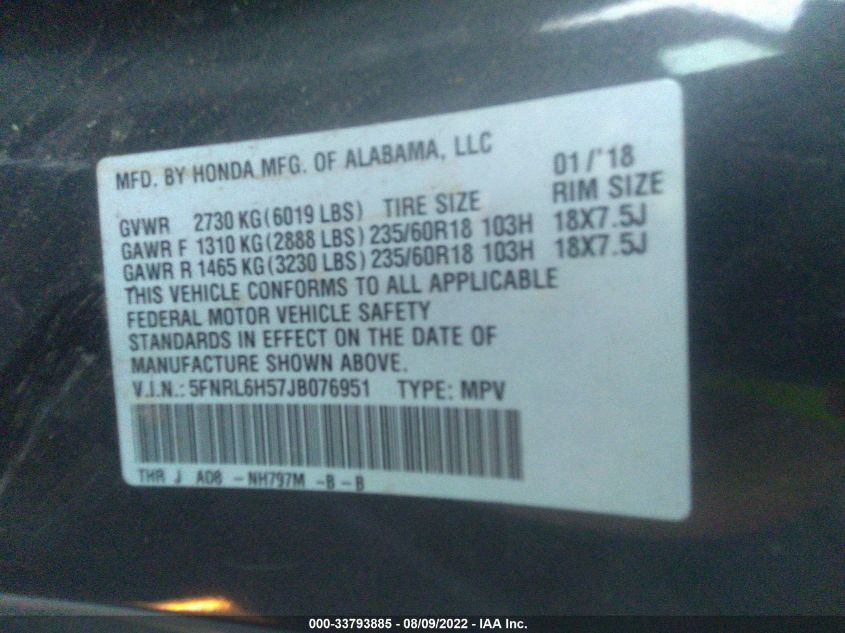 MFD. BY HONDA MFG. OF ALABAMA, LLC 01/'18
GVWR 2730 KG (6019 LBS) TIRE SIZE RIM SIZE
GAWR F 1310 KG (2888 LBS) 235/60R18 103H 18X7.5J
GAWR R 1465 KG (3230 LBS) 235/60R18 103H 18X7.5J
THIS VEHICLE CONFORMS TO ALL APPLICABLE
FEDERAL MOTOR VEHICLE SAFETY
STANDARDS IN EFFECT ON THE DATE OF
MANUFACTURE SHOWN ABOVE.
V.I.N.: 5FNRL6H57JB076951 TYPE: MPV
THR J AD8 - NH797M - B - B
000-33793885 - 08/09/2022 - IAA Inc.